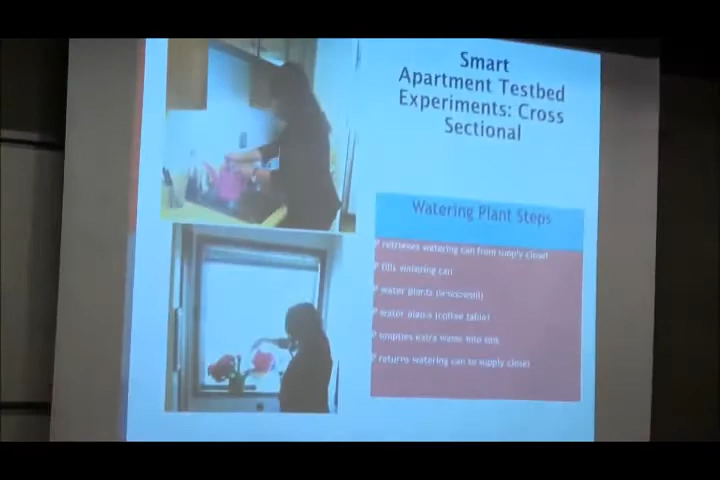 Smart
Apartment Testbed
Experiments: Cross
Sectional
Watering Plant Steps
retrieves watering can from supply closet
fills watering can
water plants (windowsill)
water plants (coffee table)
empties extra water into sink
returns watering can to supply closet